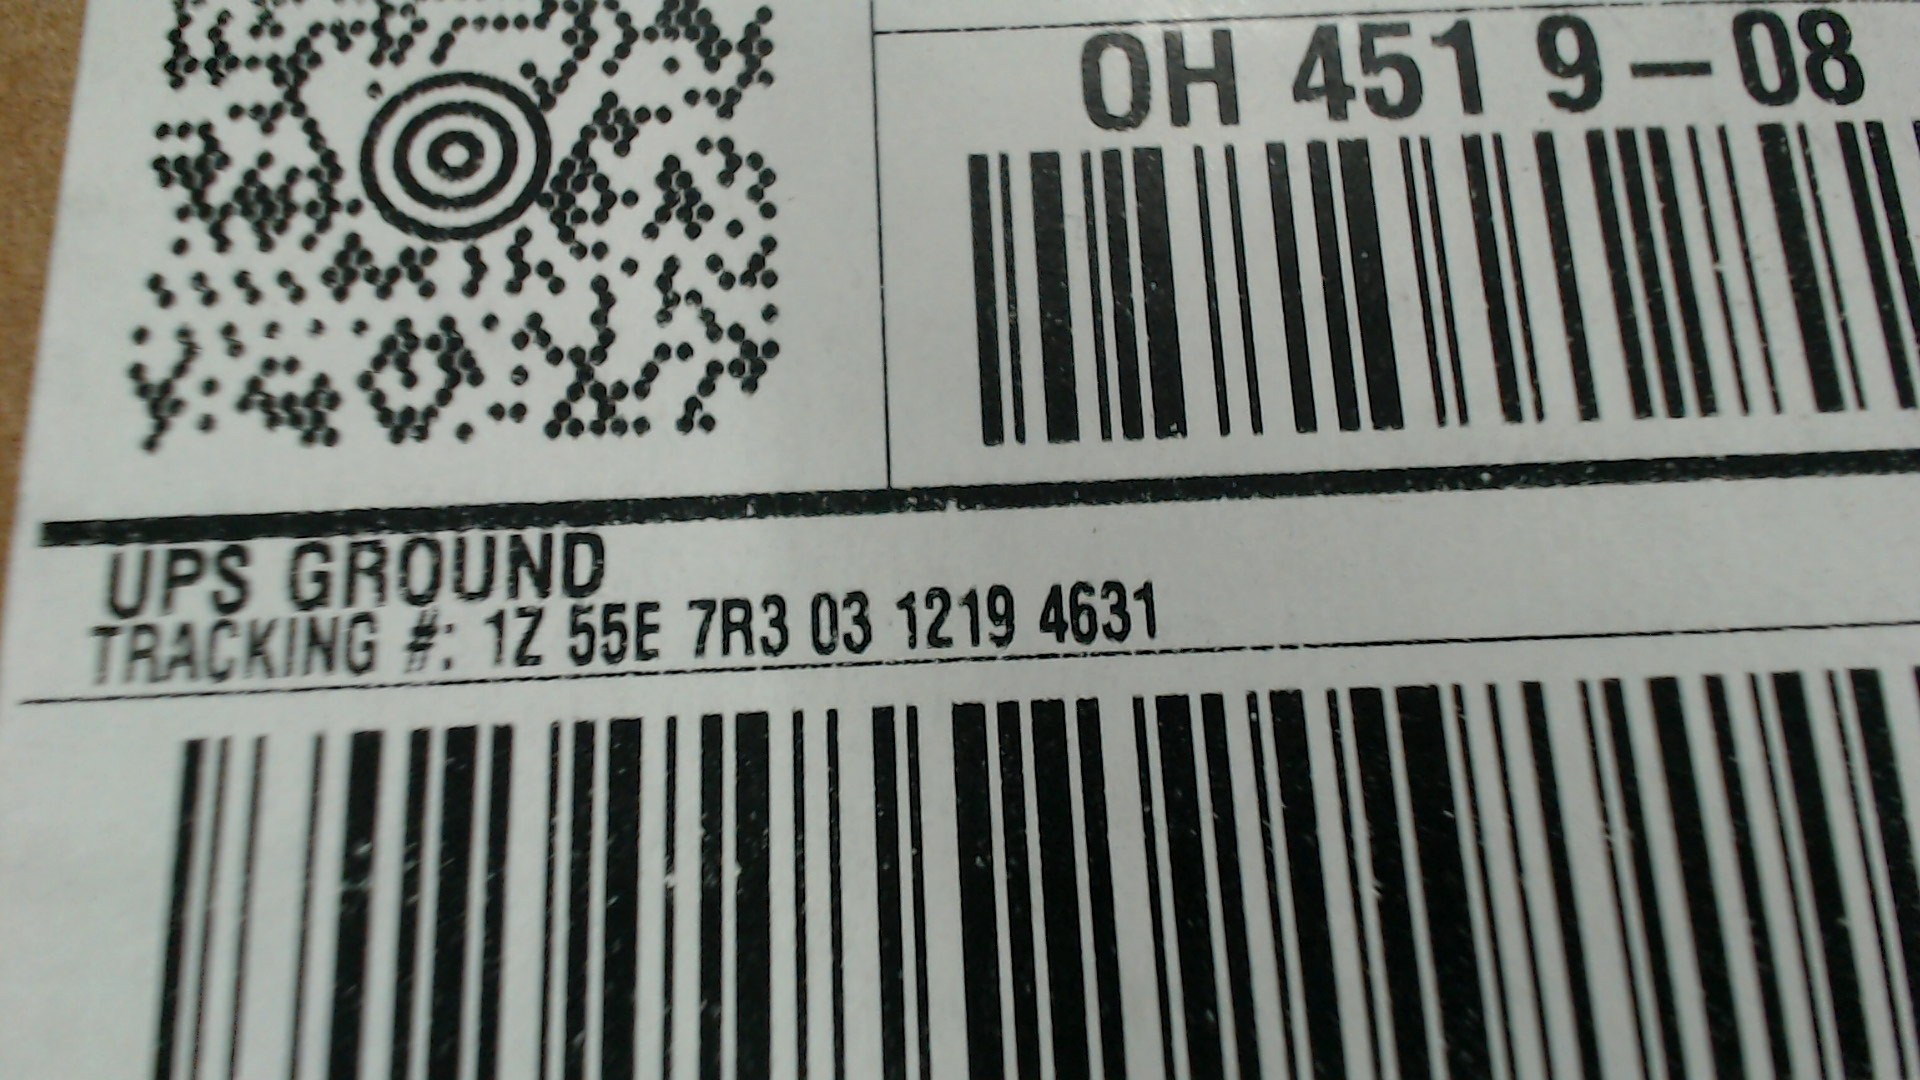 OH 451 9-08
UPS GROUND
TRACKING #: 1Z 55E 7R3 03 1219 4631